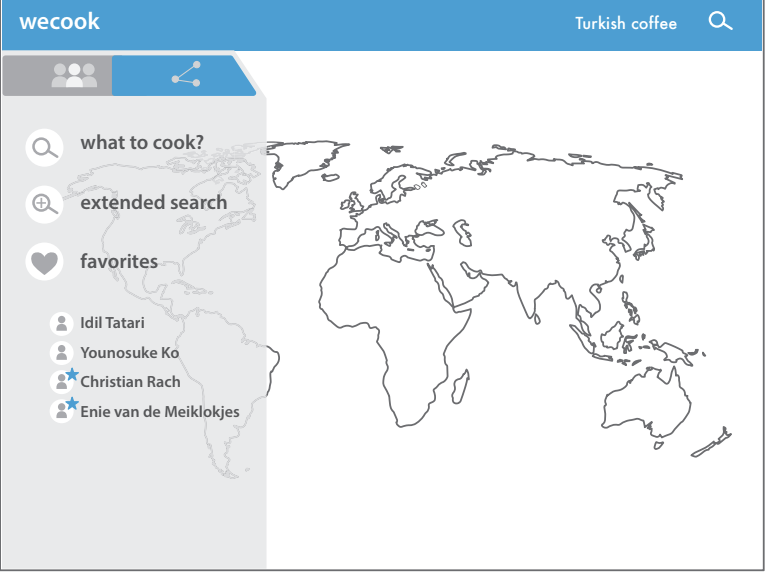 wecook
Turkish coffee
what to cook?
extended search
favorites
Idil Tatari
Younosuke Ko
Christian Rach
Enie van de Meiklokjes